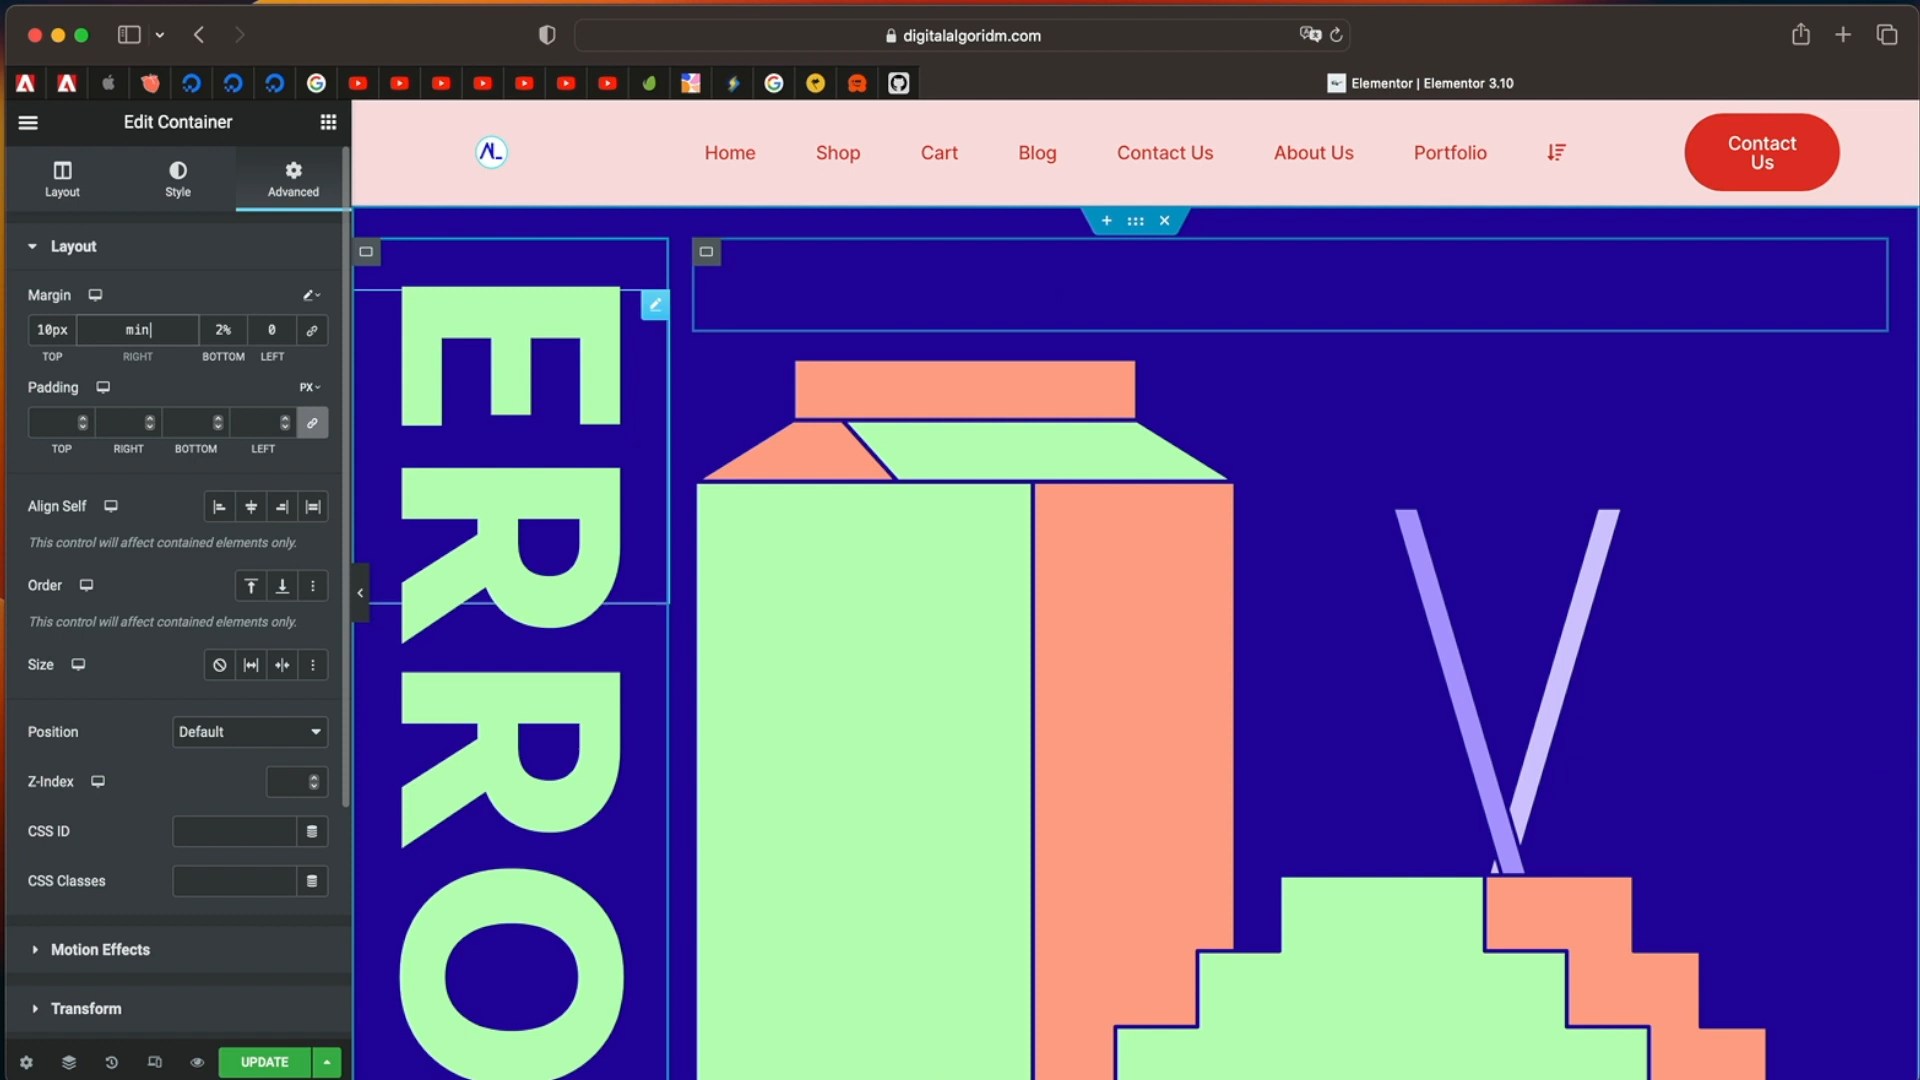 digitalalgoridm.com
Elementor | Elementor 3.10
Edit Container
Layout
Style
Advanced
Home
Shop
Cart
Blog
Contact Us
About Us
Portfolio
Contact
Us
Layout
Margin
10px
min
2%
0
TOP
RIGHT
BOTTOM
LEFT
Padding
PX
TOP
RIGHT
BOTTOM
LEFT
Align Self
This control will affect contained elements only.
Order
This control will affect contained elements only.
Size
Position
Default
Z-Index
CSS ID
CSS Classes
Motion Effects
Transform
UPDATE
ERRO